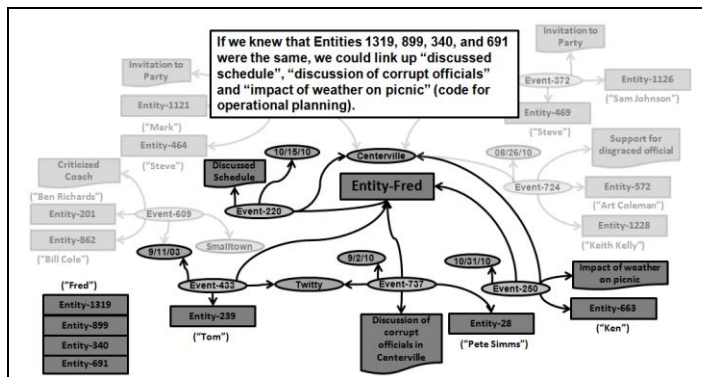 If we knew that Entities 1319, 899, 340, and 691
were the same, we could link up “discussed
schedule”, “discussion of corrupt officials”
and “impact of weather on picnic” (code for
operational planning).
Invitation to
Party
Invitation to
Party
Event-372
Entity-1126
("Sam Johnson")
Entity-1121
("Mark")
Entity-469
("Steve")
Entity-464
("Steve")
10/15/10
Centerville
08/26/10
Support for
disgraced official
Criticized
Coach
("Ben Richards")
Discussed
Schedule
Entity-Fred
Event-724
Entity-572
("Art Coleman")
Entity-201
Event-609
Event-220
Entity-862
("Bill Cole")
Smalltown
Entity-1228
("Keith Kelly")
9/11/03
9/2/10
10/31/10
Impact of weather
on picnic
("Fred")
Event-433
Twitty
Event-737
Event-250
Entity-1319
Entity-899
Entity-340
Entity-691
Entity-239
("Tom")
Discussion of
corrupt
officials in
Centerville
Entity-28
("Pete Simms")
Entity-663
("Ken")